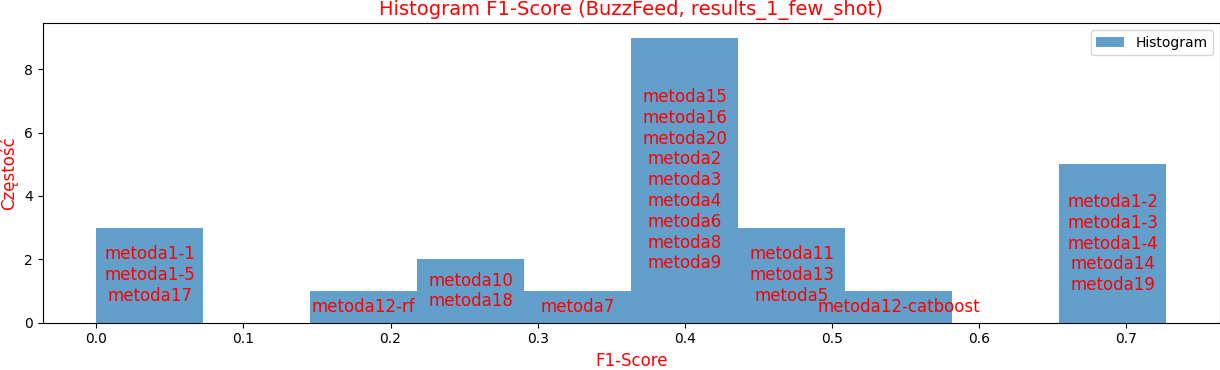 Histogram F1-Score (BuzzFeed, results_1_few_shot)
Histogram
Częstość
8
6
4
2
0
metoda1-1
metoda1-5
metoda17
metoda12-rf
metoda10
metoda18
metoda7
metoda15
metoda16
metoda20
metoda2
metoda3
metoda4
metoda6
metoda8
metoda9
metoda11
metoda13
metoda5
metoda12-catboost
metoda1-2
metoda1-3
metoda1-4
metoda14
metoda19
0.0 0.1 0.2 0.3 0.4 0.5 0.6 0.7
F1-Score